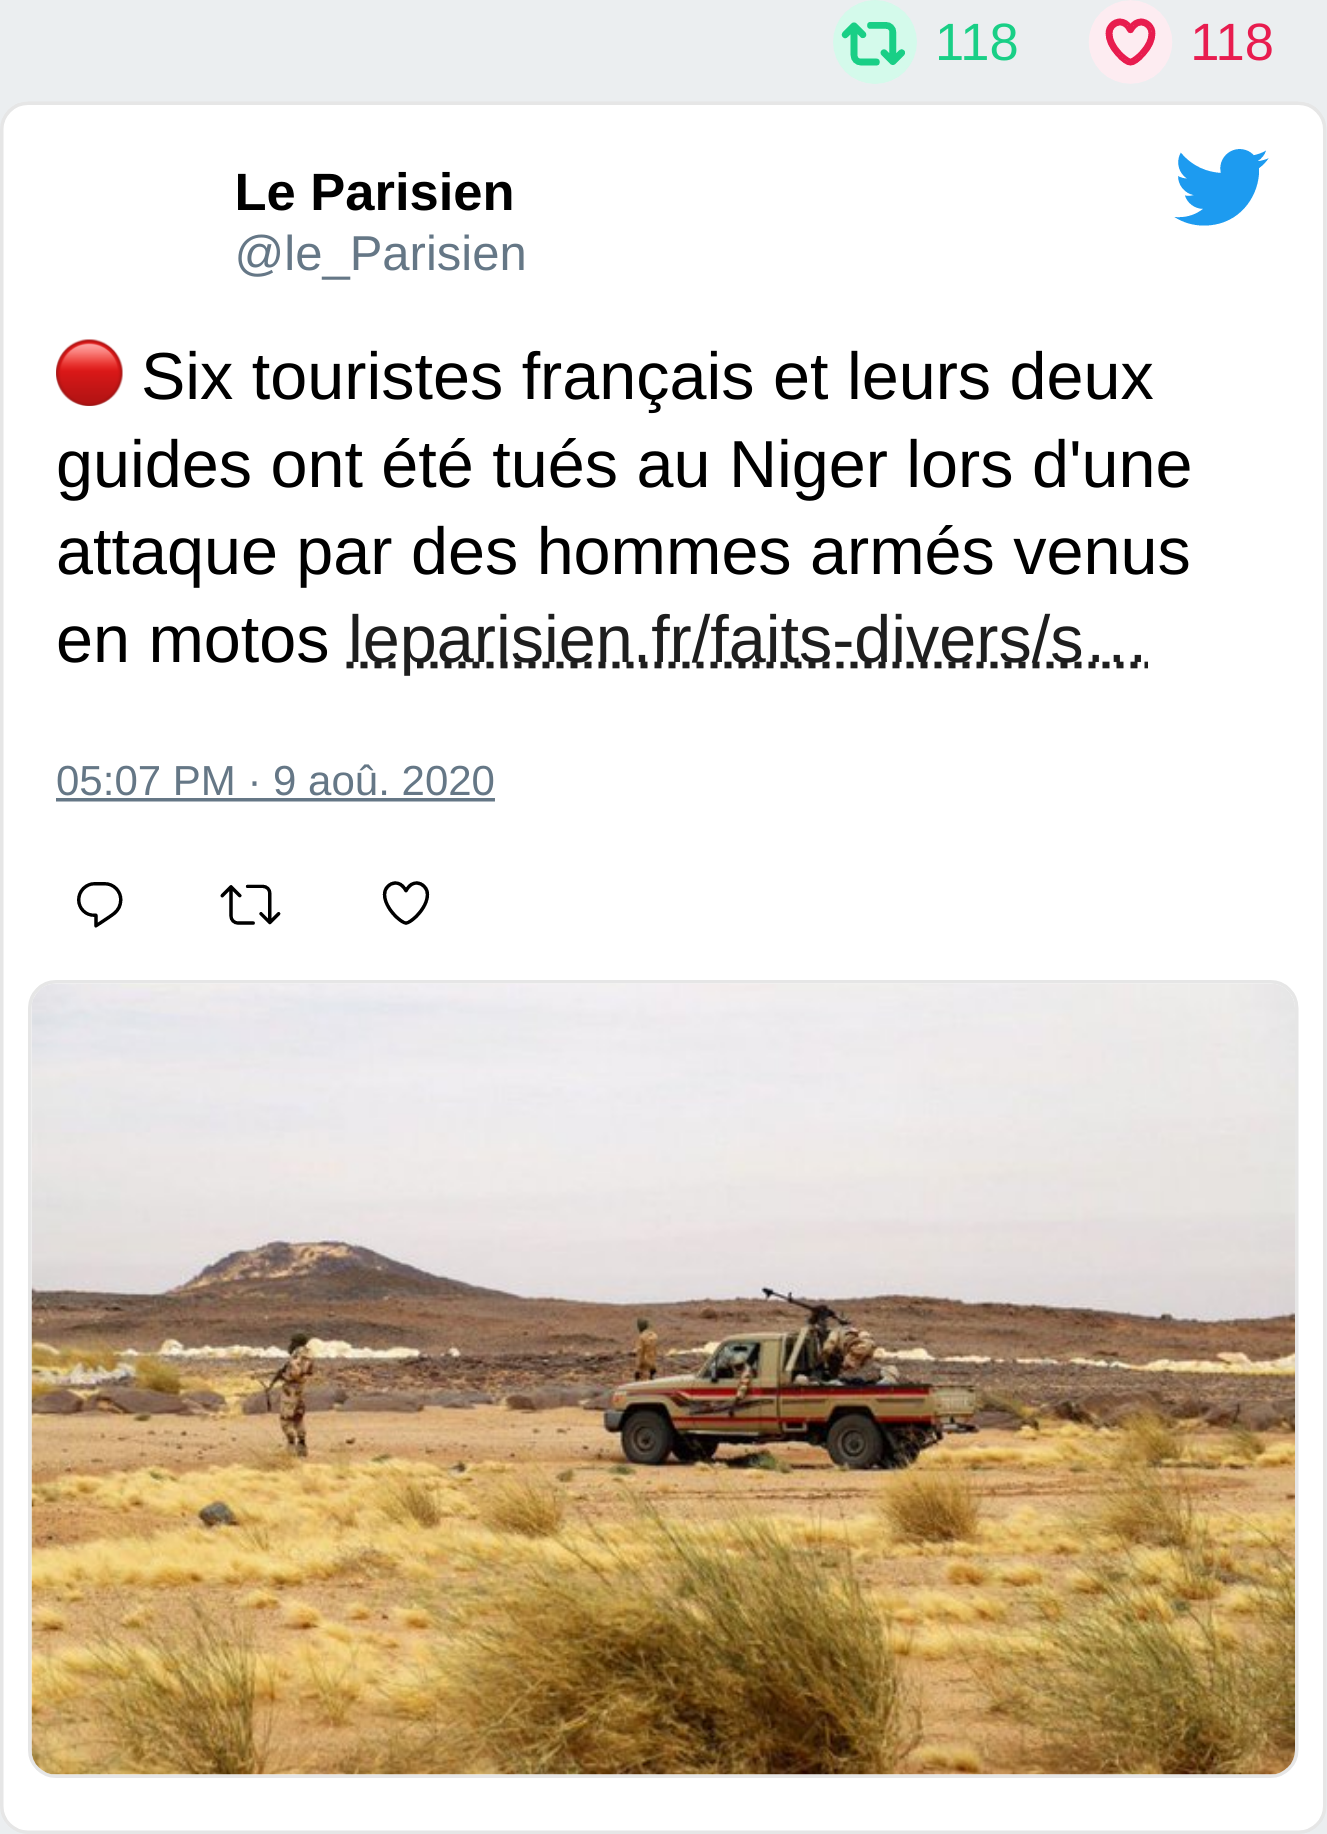 118 118
Le Parisien
@le_Parisien
🔴 Six touristes français et leurs deux
guides ont été tués au Niger lors d'une
attaque par des hommes armés venus
en motos leparisien.fr/faits-divers/s…
05:07 PM · 9 aoû. 2020